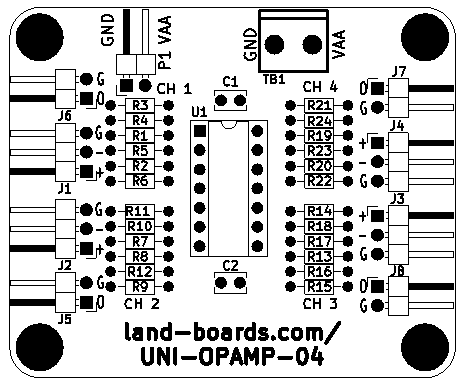 GND
VAA
P1
GND
VAA
TB1
G
O
J6
CH 1
C1
CH 4
O
G
J7
R3
R4
R1
R5
R2
R6
U1
R21
R24
R19
R23
R20
R22
G
-
+
J1
J4
+
-
G
G
-
+
J2
R11
R10
R7
R8
R12
R9
R14
R18
R17
R13
R16
R15
J3
+
-
G
G
O
J5
CH 2
C2
CH 3
J8
O
G
land-boards.com/
UNI-OPAMP-04